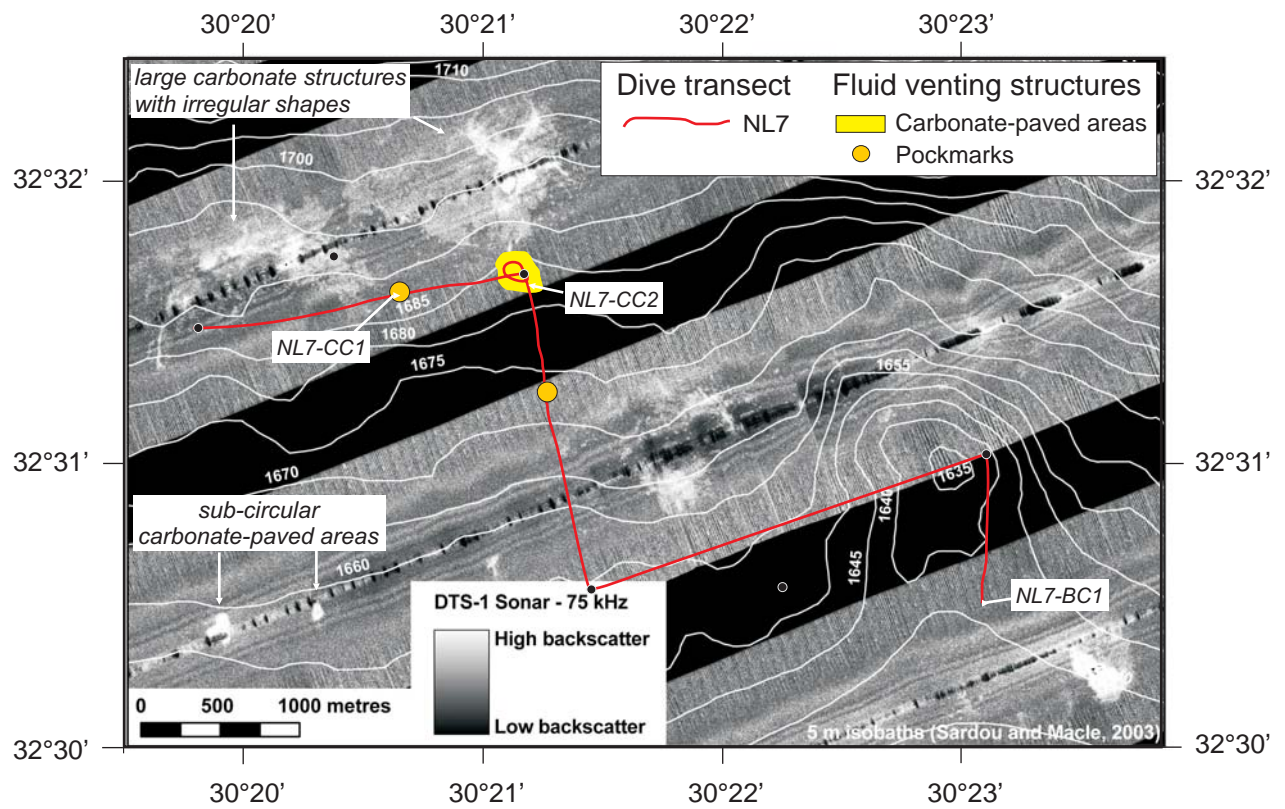 30°20’ 30°21’ 30°22’ 30°23’
large carbonate structures
with irregular shapes
1710
Dive transect
NL7
Fluid venting structures
Carbonate-paved areas
Pockmarks
1700
32°32’ 32°32’
NL7-CC2
1685
NL7-CC1
1680
1675
1655
32°31’ 32°31’
1670
1635
1640
sub-circular
carbonate-paved areas
1645
1660
NL7-BC1
DTS-1 Sonar - 75 kHz
High backscatter
Low backscatter
0 500 1000 metres
5 m isobaths (Sardou and Macle, 2003)
32°30’ 32°30’
30°20’ 30°21’ 30°22’ 30°23’